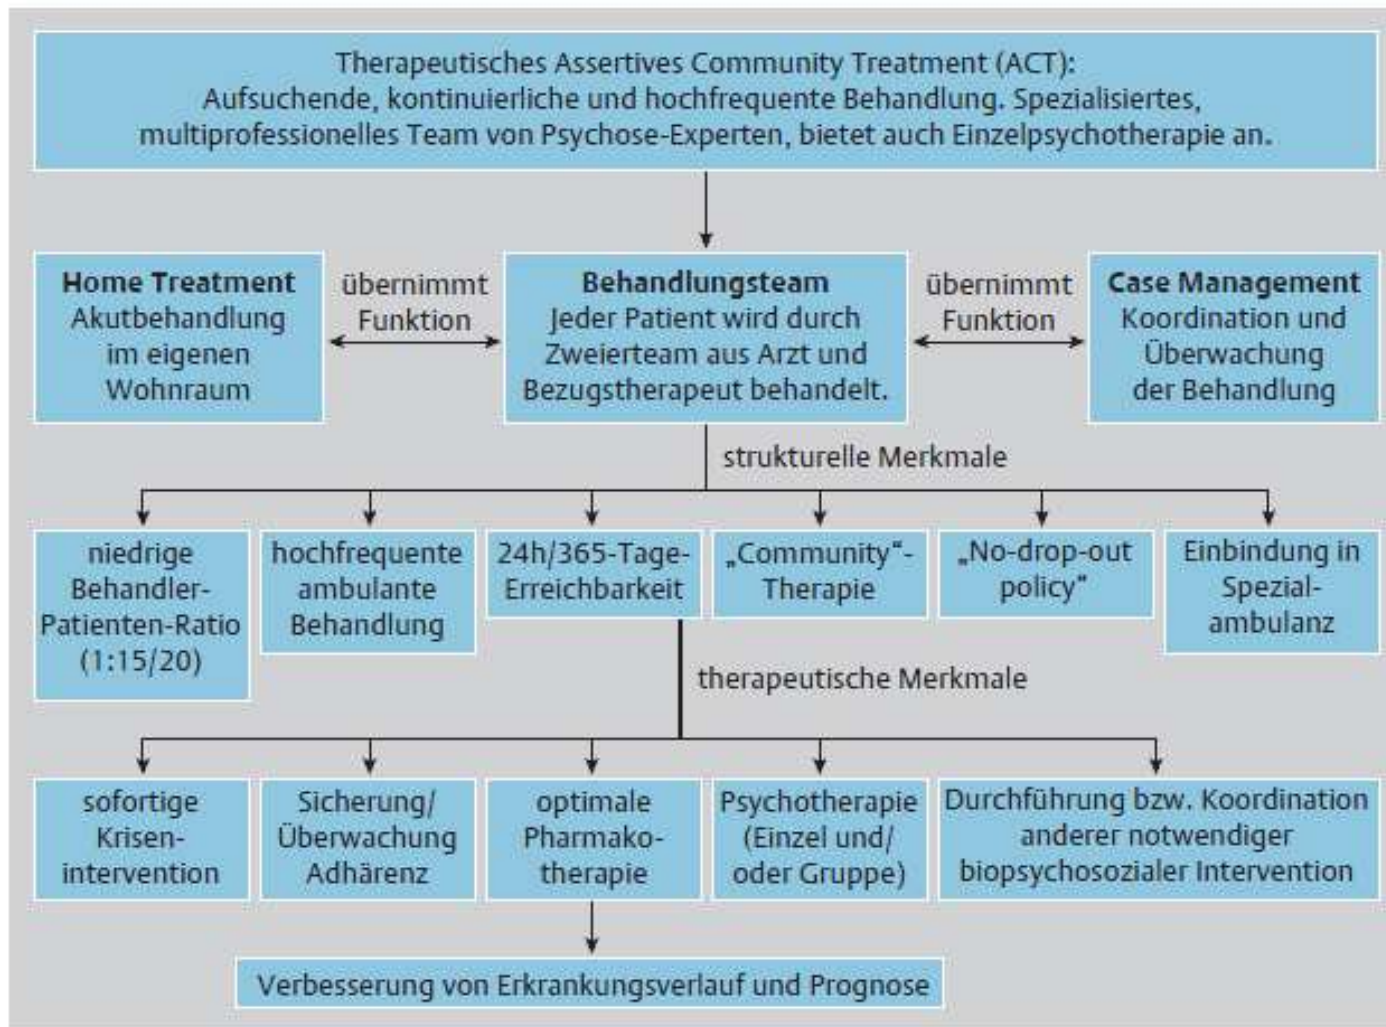 Therapeutisches Assertives Community Treatment (ACT):
Aufsuchende, kontinuierliche und hochfrequente Behandlung. Spezialisiertes,
multiprofessionelles Team von Psychose-Experten, bietet auch Einzelpsychotherapie an.
Home Treatment
Akutbehandlung
im eigenen
Wohnraum
übernimmt
Funktion
Behandlungsteam
Jeder Patient wird durch
Zweierteam aus Arzt und
Bezugstherapeut behandelt.
übernimmt
Funktion
Case Management
Koordination und
Überwachung
der Behandlung
strukturelle Merkmale
niedrige
Behandler-
Patienten-Ratio
(1:15/20)
hochfrequente
ambulante
Behandlung
24h/365-Tage-
Erreichbarkeit
„Community“-
Therapie
„No-drop-out
policy“
Einbindung in
Spezial-
ambulanz
therapeutische Merkmale
sofortige
Krisen-
intervention
Sicherung/
Überwachung
Adhärenz
optimale
Pharmako-
therapie
Psychotherapie
(Einzel und/
oder Gruppe)
Durchführung bzw. Koordination
anderer notwendiger
biopsychosozialer Intervention
Verbesserung von Erkrankungsverlauf und Prognose